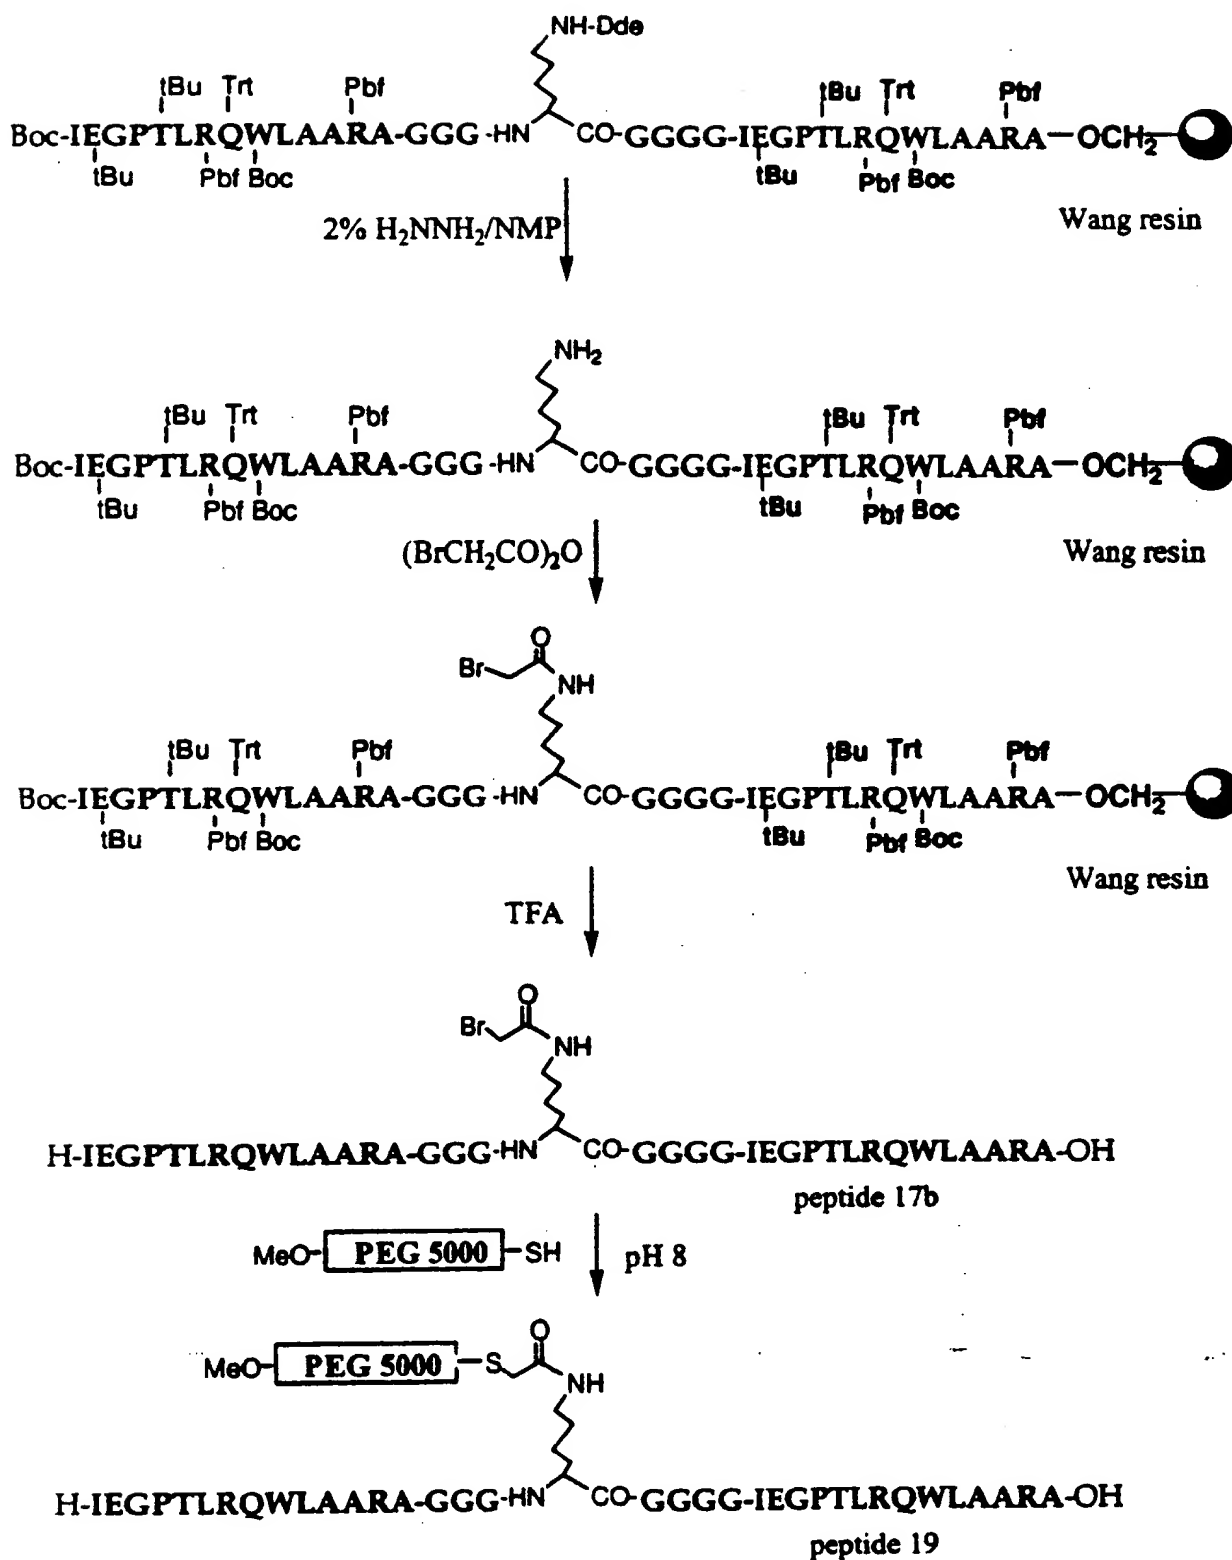 NH-Dde
tBu Trt Pbf tBu Trt Pbf
Boc-IEGPTLRQWLAARA-GGG-HN CO-GGGG-IEGPTLRQWLAARA-OCH₂
tBu Pbf Boc tBu Pbf Boc
Wang resin
2% H₂NNH₂/NMP
NH₂
tBu Trt Pbf tBu Trt Pbf
Boc-IEGPTLRQWLAARA-GGG-HN CO-GGGG-IEGPTLRQWLAARA-OCH₂
tBu Pbf Boc tBu Pbf Boc
Wang resin
(BrCH₂CO)₂O
O
Br
NH
tBu Trt Pbf tBu Trt Pbf
Boc-IEGPTLRQWLAARA-GGG-HN CO-GGGG-IEGPTLRQWLAARA-OCH₂
tBu Pbf Boc tBu Pbf Boc
Wang resin
TFA
O
Br
NH
H-IEGPTLRQWLAARA-GGG-HN CO-GGGG-IEGPTLRQWLAARA-OH
peptide 17b
MeO-PEG 5000-SH pH 8
O
MeO-PEG 5000-S
NH
H-IEGPTLRQWLAARA-GGG-HN CO-GGGG-IEGPTLRQWLAARA-OH
peptide 19